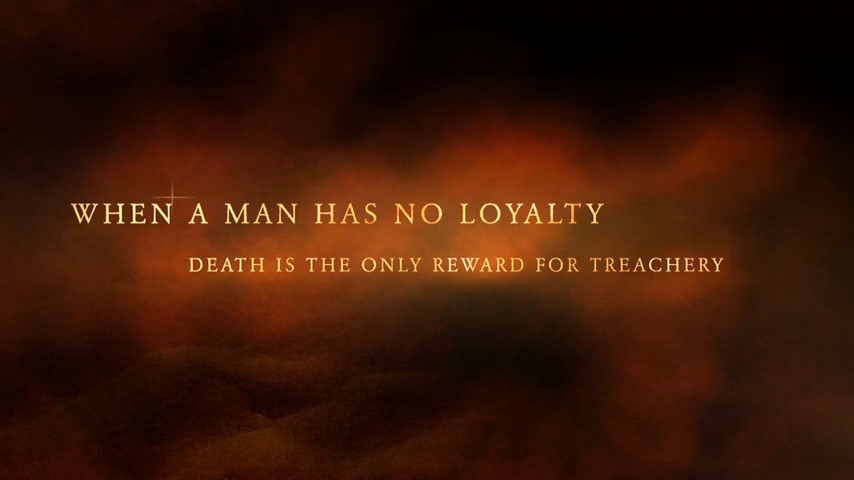 WHEN A MAN HAS NO LOYALTY
DEATH IS THE ONLY REWARD FOR TREACHERY